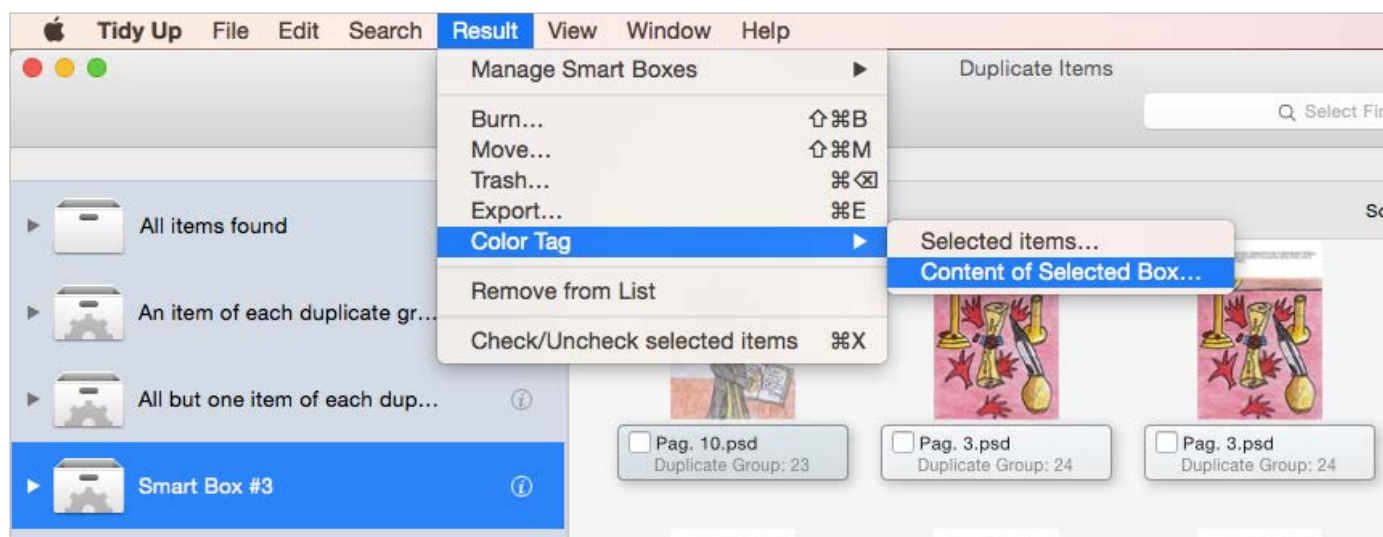 Tidy Up File Edit Search Result View Window Help
Duplicate Items
Select Fir
Manage Smart Boxes
Burn... ⇧⌘B
Move... ⇧⌘M
Trash... ⌘⌫
Export... ⌘E
Color Tag
Remove from List
Check/Uncheck selected items ⌘X
Selected items...
Content of Selected Box...
So
All items found
An item of each duplicate gr...
All but one item of each dup...
Smart Box #3
Pag. 10.psd
Duplicate Group: 23
Pag. 3.psd
Duplicate Group: 24
Pag. 3.psd
Duplicate Group: 24